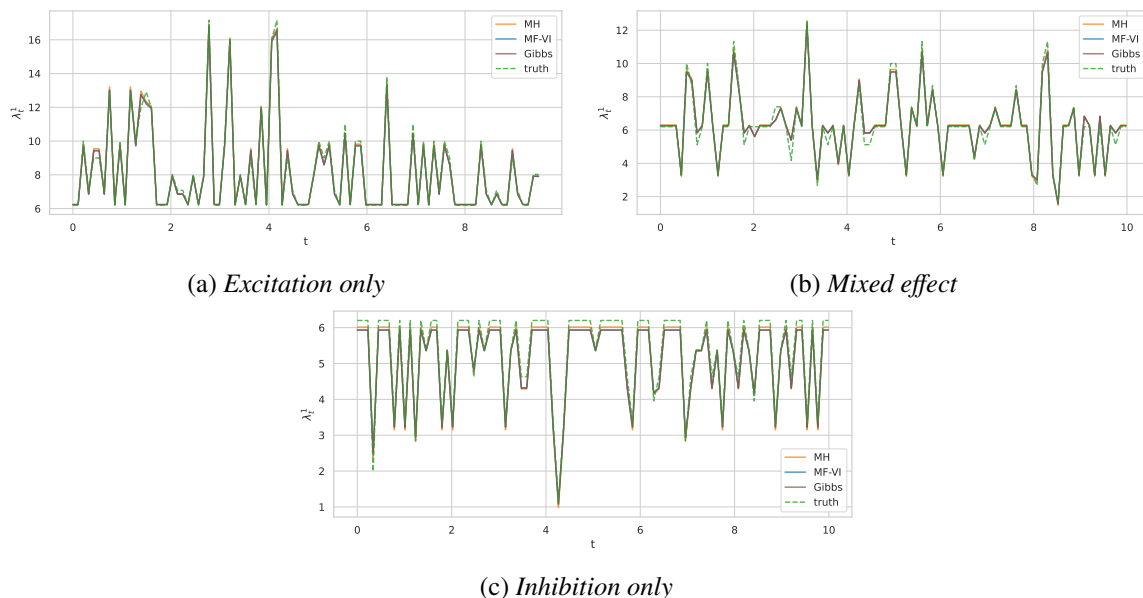 MH
MF-VI
Gibbs
truth
16
14
12
10
8
6
λ¹ₜ
0
2
4
6
8
t
(a) Excitation only
MH
MF-VI
Gibbs
truth
12
10
8
6
4
2
λ¹ₜ
0
2
4
6
8
10
t
(b) Mixed effect
6
5
4
3
2
1
λ¹ₜ
MH
MF-VI
Gibbs
truth
0
2
4
6
8
10
t
(c) Inhibition only